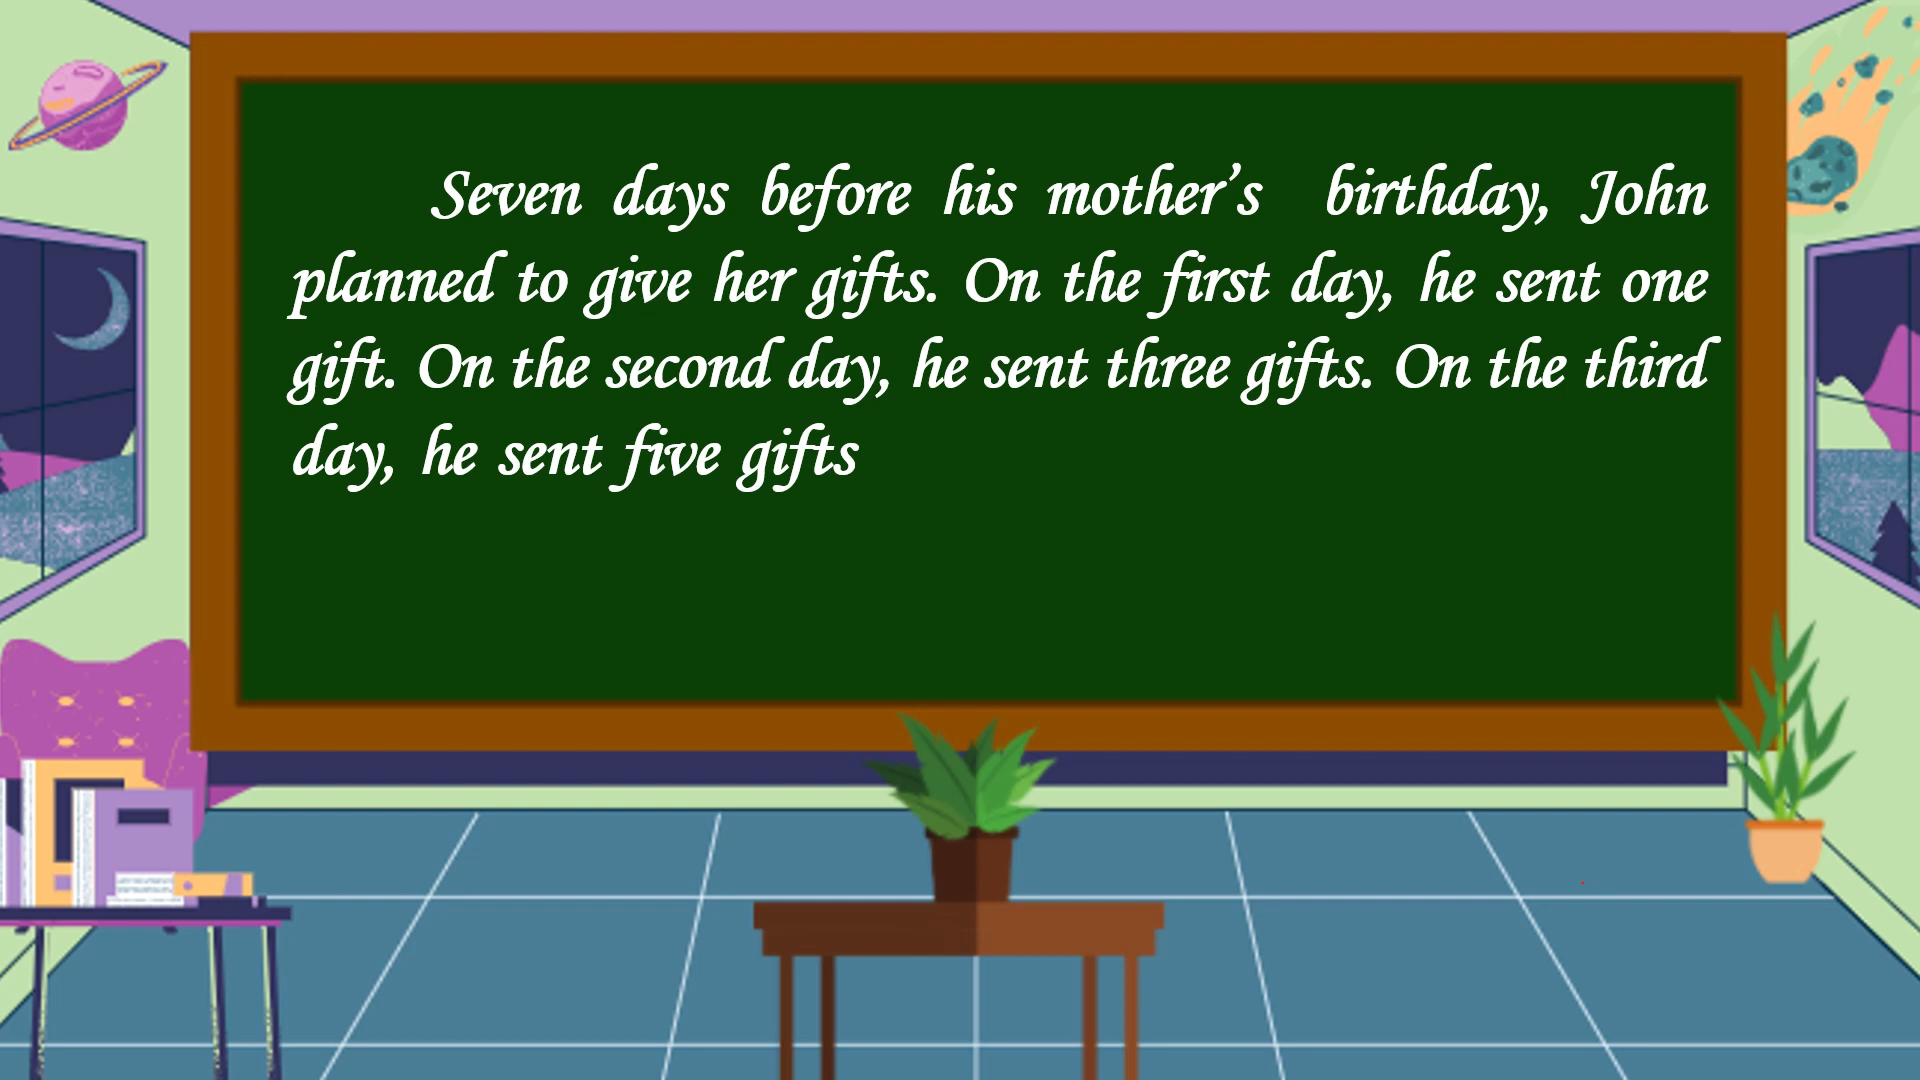 Seven days before his mother’s birthday, John
planned to give her gifts. On the first day, he sent one
gift. On the second day, he sent three gifts. On the third
day, he sent five gifts